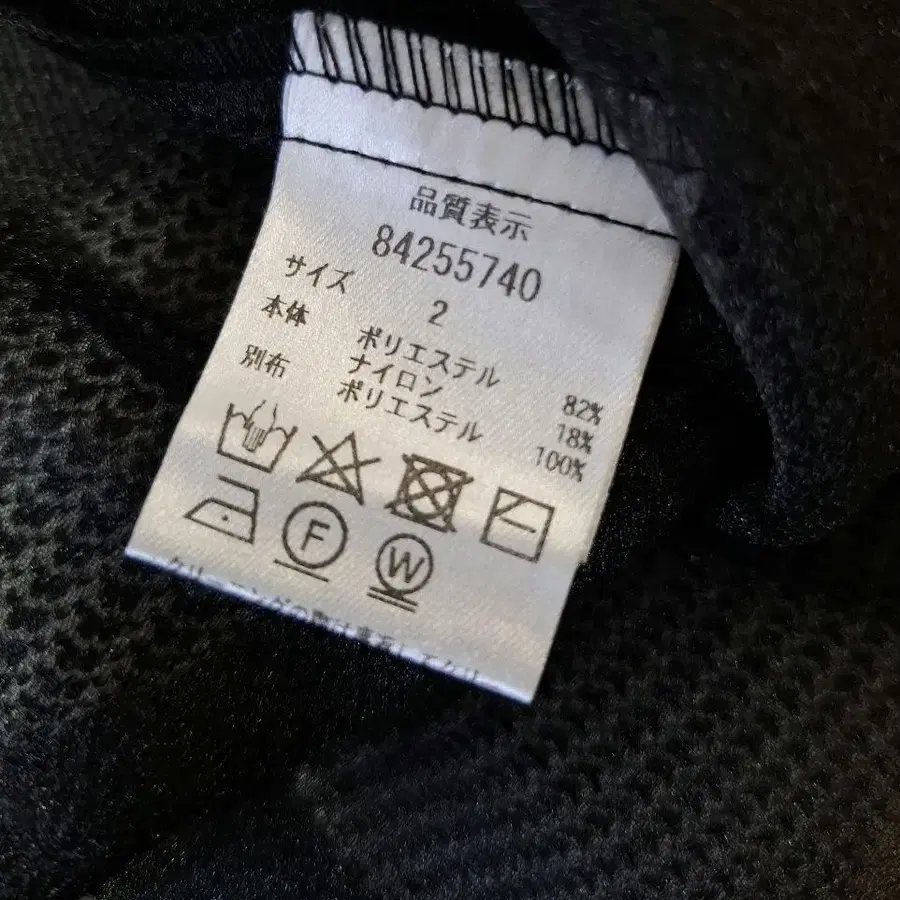 品質表示
84255740
サイズ 2
本体 ポリエステル 82%
ナイロン 18%
別布 ポリエステル 100%
F
W